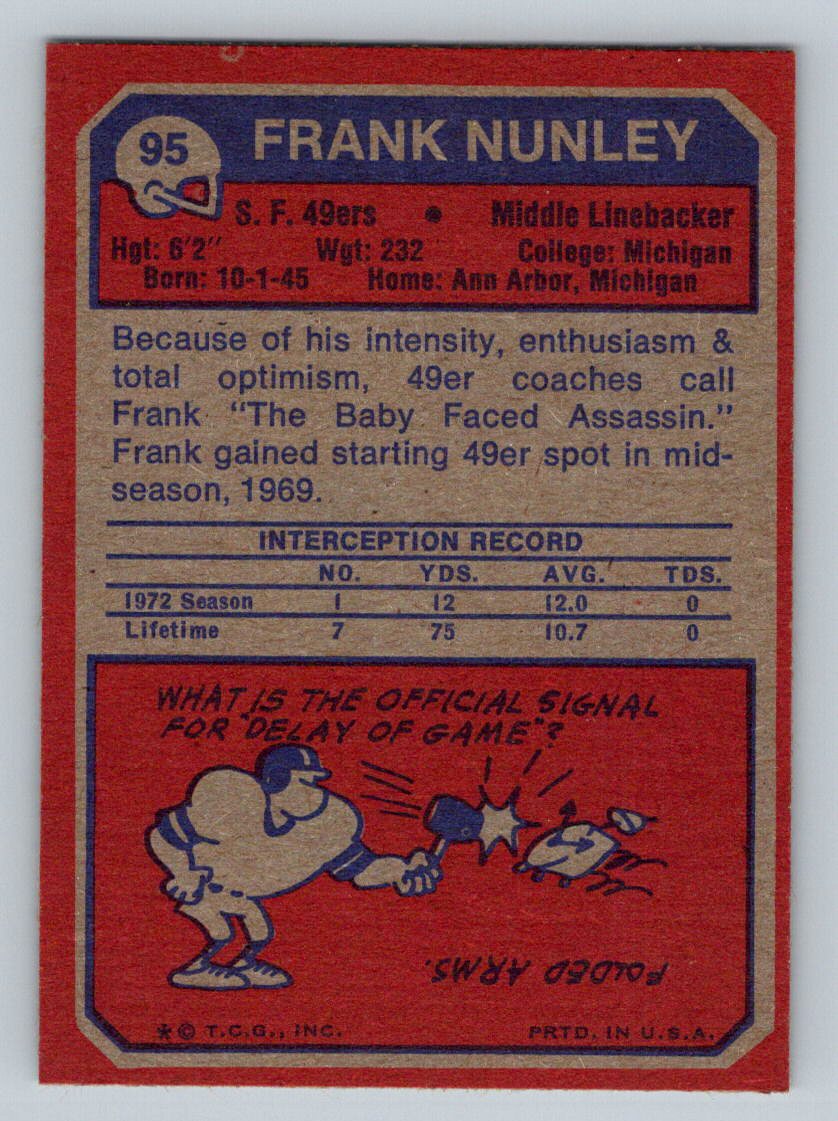 95
FRANK NUNLEY
S. F. 49ers • Middle Linebacker
Hgt: 6'2" Wgt: 232 College: Michigan
Born: 10-1-45 Home: Ann Arbor, Michigan
Because of his intensity, enthusiasm &
total optimism, 49er coaches call
Frank "The Baby Faced Assassin."
Frank gained starting 49er spot in mid-
season, 1969.
INTERCEPTION RECORD
NO. YDS. AVG. TDS.
1972 Season 1 12 12.0 0
Lifetime 7 75 10.7 0
WHAT IS THE OFFICIAL SIGNAL
FOR "DELAY OF GAME"?
FOLDED ARMS.
* © T.C.G., INC. PRTD. IN U.S.A.